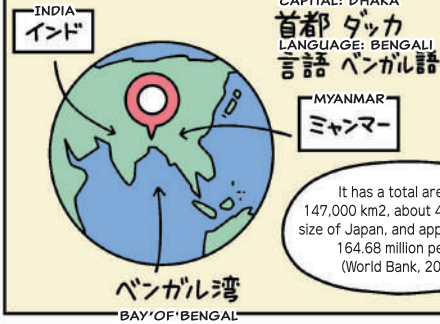 INDIA
インド
CAPITAL: DHAKA
首都 ダッカ
LANGUAGE: BENGALI
言語 ベンガル語
MYANMAR
ミャンマー
It has a total are
147,000 km2, about 4
size of Japan, and app
164.68 million pe
(World Bank, 20
ベンガル湾
BAY OF BENGAL